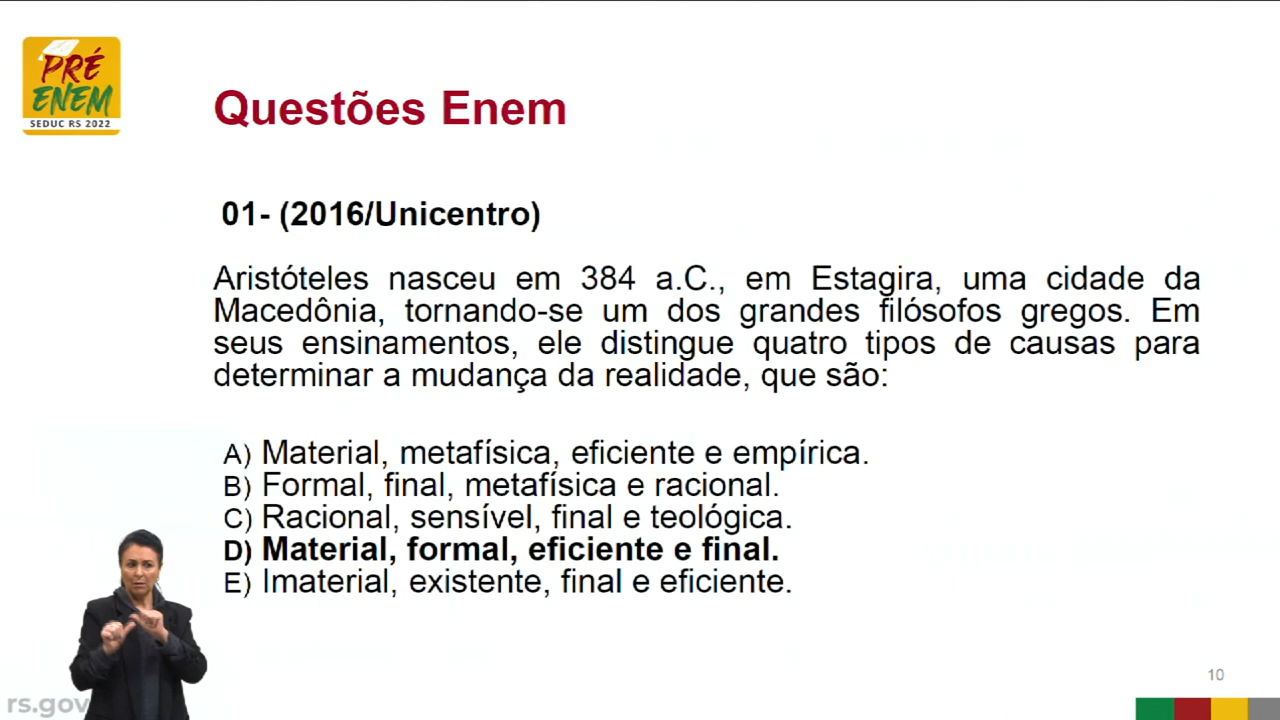 PRÉ
ENEM
SEDUC RS 2022
Questões Enem
01- (2016/Unicentro)
Aristóteles nasceu em 384 a.C., em Estagira, uma cidade da
Macedônia, tornando-se um dos grandes filósofos gregos. Em
seus ensinamentos, ele distingue quatro tipos de causas para
determinar a mudança da realidade, que são:
A) Material, metafísica, eficiente e empírica.
B) Formal, final, metafísica e racional.
C) Racional, sensível, final e teológica.
D) Material, formal, eficiente e final.
E) Imaterial, existente, final e eficiente.
10
rs.gov